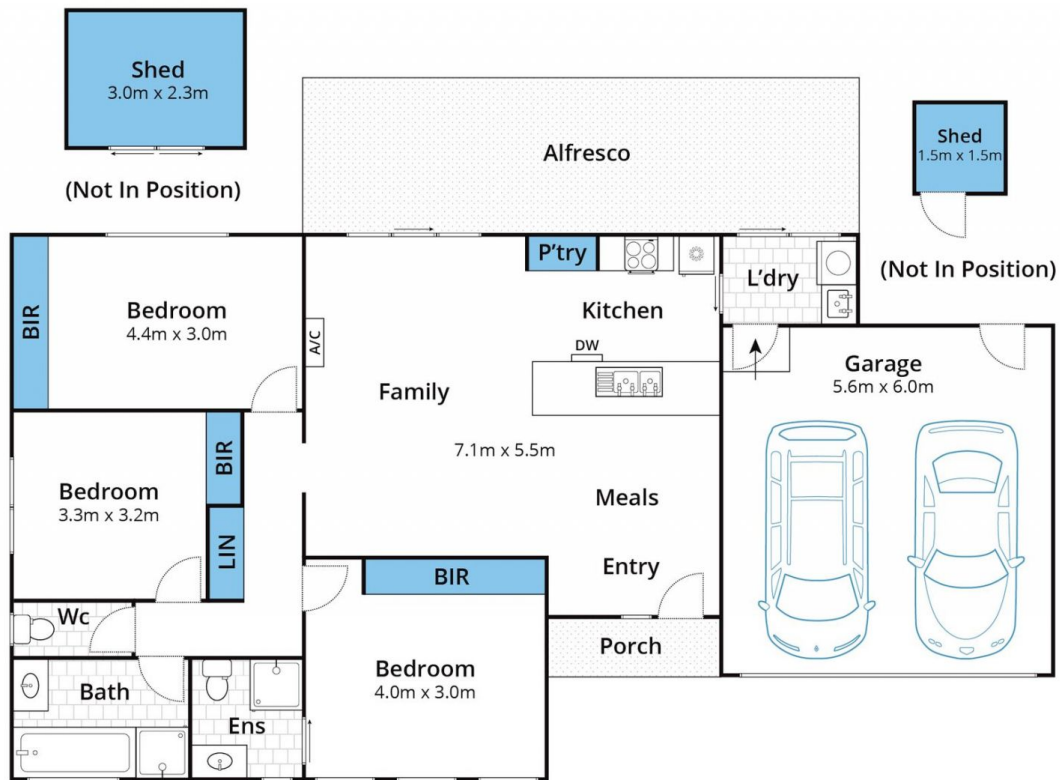 Shed
3.0m x 2.3m
(Not In Position)
Alfresco
Shed
1.5m x 1.5m
(Not In Position)
BIR
Bedroom
4.4m x 3.0m
A/C
P'try
Kitchen
L'dry
DW
Family
Garage
5.6m x 6.0m
7.1m x 5.5m
Bedroom
3.3m x 3.2m
BIR
LIN
Meals
Entry
BIR
Wc
Porch
Bedroom
4.0m x 3.0m
Bath
Ens